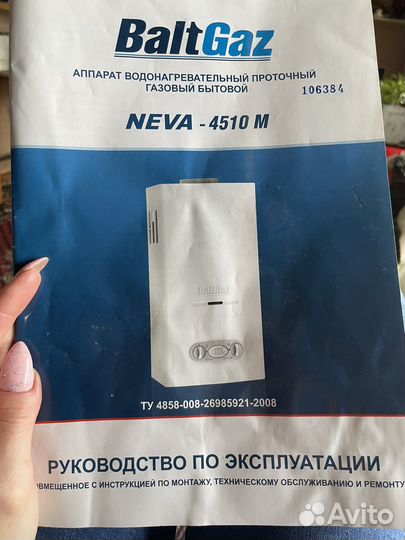 BaltGaz
АППАРАТ ВОДОНАГРЕВАТЕЛЬНЫЙ ПРОТОЧНЫЙ
ГАЗОВЫЙ БЫТОВОЙ
106384
NEVA - 4510 М
BaltGaz
ТУ 4858-008-26985921-2008
РУКОВОДСТВО ПО ЭКСПЛУАТАЦИИ
ОВМЕЩЕННОЕ С ИНСТРУКЦИЕЙ ПО МОНТАЖУ, ТЕХНИЧЕСКОМУ ОБСЛУЖИВАНИЮ И РЕМОНТУ
Avito